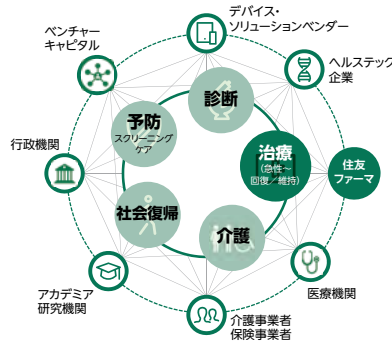 デバイス・
ソリューションベンダー
ベンチャー
キャピタル
ヘルステック
企業
診断
予防
スクリーニング
ケア
行政機関
治療
(急性~
回復/維持)
住友
ファーマ
社会復帰
介護
アカデミア
研究機関
医療機関
介護事業者
保険事業者